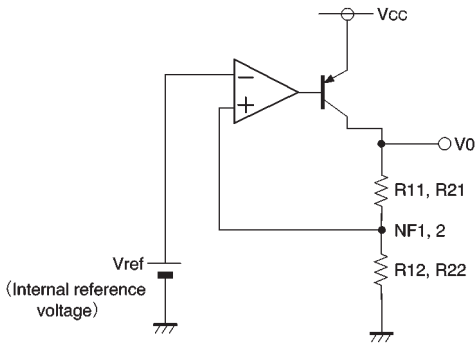 Vcc
−
+
V0
R11, R21
NF1, 2
Vref
R12, R22
(Internal reference
voltage)